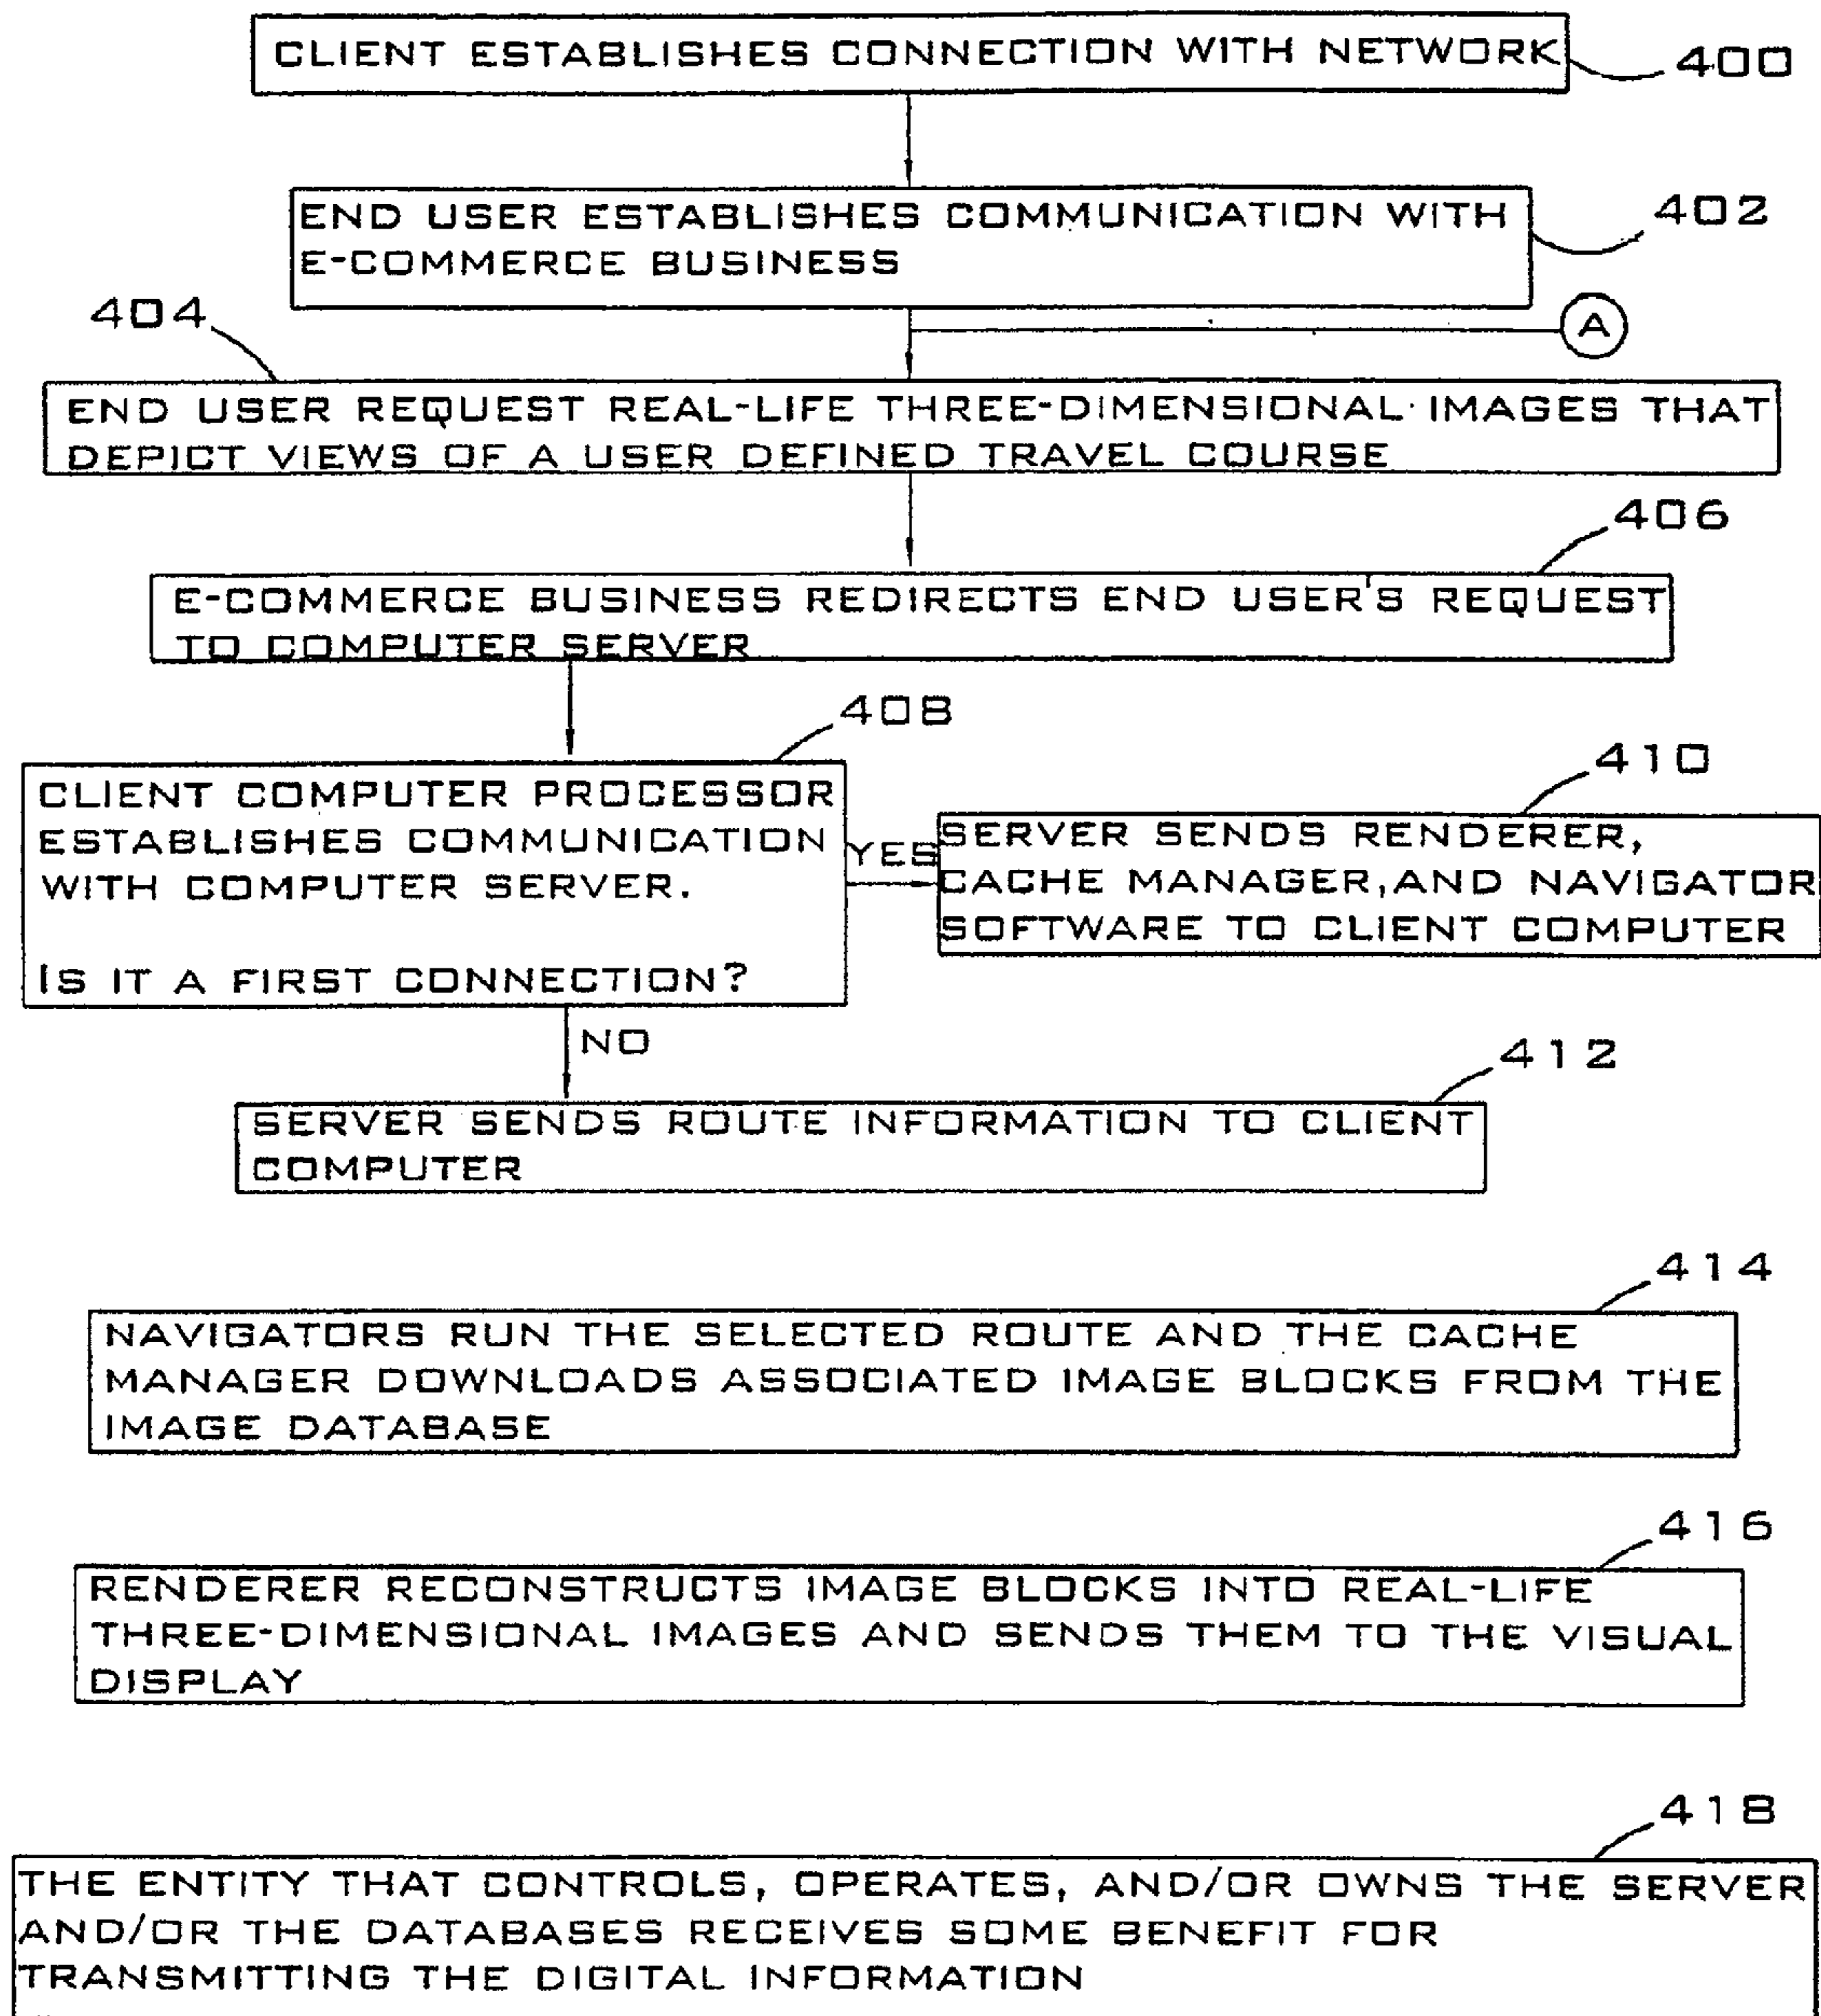 CLIENT ESTABLISHES CONNECTION WITH NETWORK
400
END USER ESTABLISHES COMMUNICATION WITH
E-COMMERCE BUSINESS
402
A
404
END USER REQUEST REAL-LIFE THREE-DIMENSIONAL IMAGES THAT
DEPICT VIEWS OF A USER DEFINED TRAVEL COURSE
406
E-COMMERCE BUSINESS REDIRECTS END USER'S REQUEST
TO COMPUTER SERVER
408
CLIENT COMPUTER PROCESSOR
ESTABLISHES COMMUNICATION
WITH COMPUTER SERVER.
IS IT A FIRST CONNECTION?
YES
410
SERVER SENDS RENDERER,
CACHE MANAGER, AND NAVIGATOR
SOFTWARE TO CLIENT COMPUTER
NO
412
SERVER SENDS ROUTE INFORMATION TO CLIENT
COMPUTER
414
NAVIGATORS RUN THE SELECTED ROUTE AND THE CACHE
MANAGER DOWNLOADS ASSOCIATED IMAGE BLOCKS FROM THE
IMAGE DATABASE
416
RENDERER RECONSTRUCTS IMAGE BLOCKS INTO REAL-LIFE
THREE-DIMENSIONAL IMAGES AND SENDS THEM TO THE VISUAL
DISPLAY
418
THE ENTITY THAT CONTROLS, OPERATES, AND/OR OWNS THE SERVER
AND/OR THE DATABASES RECEIVES SOME BENEFIT FOR
TRANSMITTING THE DIGITAL INFORMATION